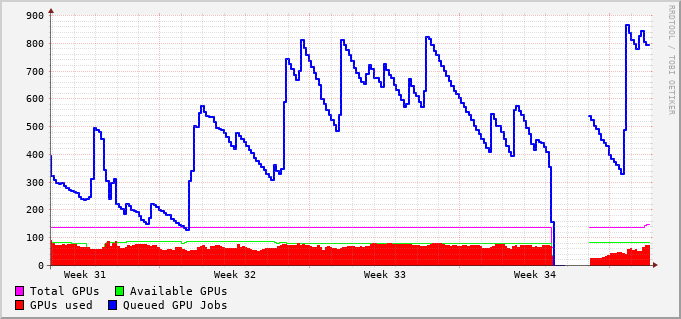 900
800
700
600
500
400
300
200
100
0
Week 31 Week 32 Week 33 Week 34
Total GPUs Available GPUs
GPUs used Queued GPU Jobs
RRDTOOL / TOBI OETIKER